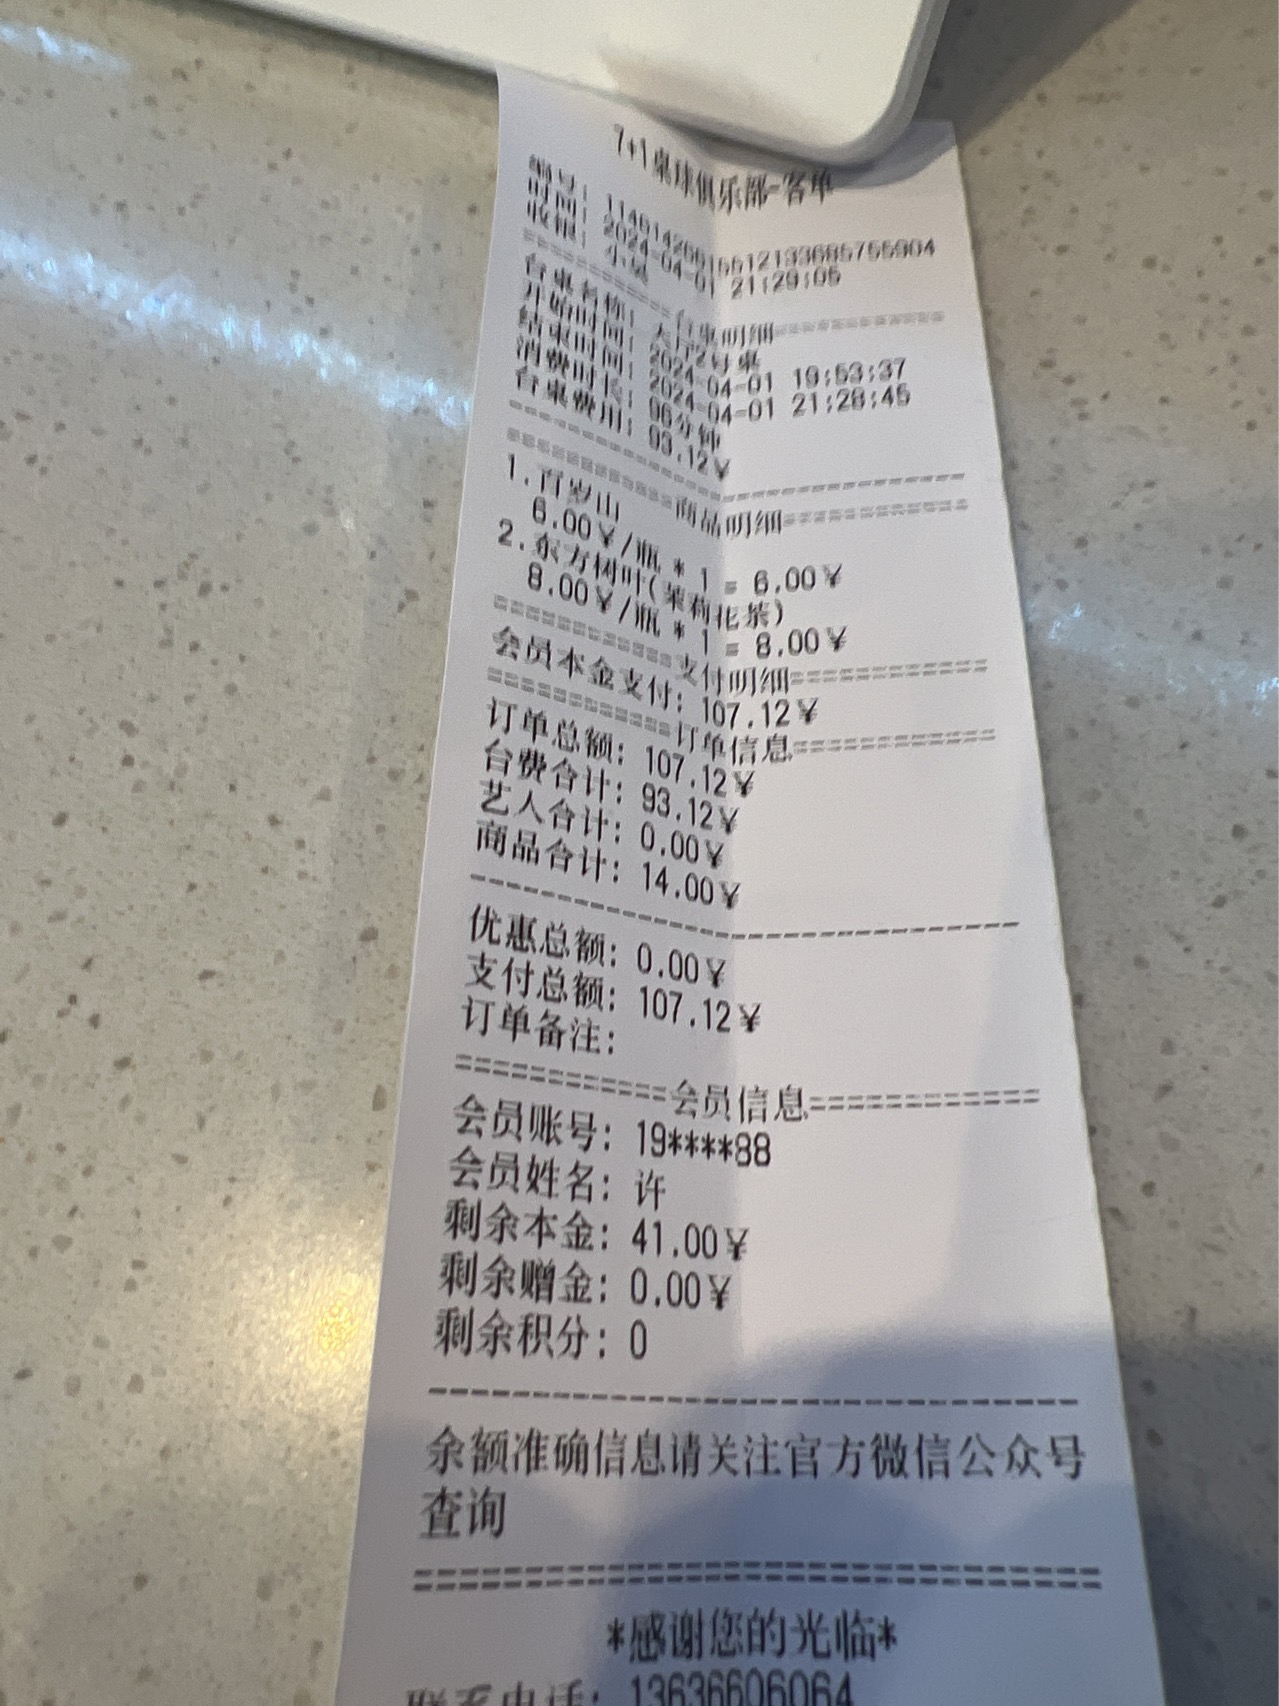 7+1桌球俱乐部-客单
时间: 2024-04-01 21:29:05
收银: 小吴
============台桌明细============
台桌名称: 大厅2号桌
开始时间: 2024-04-01 19:53:37
结束时间: 2024-04-01 21:28:45
消费时长: 96分钟
台桌费用: 93.12¥
--------------------------------
============商品明细============
1.百岁山
6.00¥/瓶 * 1 = 6.00¥
2.东方树叶(茉莉花茶)
8.00¥/瓶 * 1 = 8.00¥
============支付明细============
会员本金支付: 107.12¥
============订单信息============
订单总额: 107.12¥
台费合计: 93.12¥
艺人合计: 0.00¥
商品合计: 14.00¥
--------------------------------
优惠总额: 0.00¥
支付总额: 107.12¥
订单备注:
============会员信息============
会员账号: 19****88
会员姓名: 许
剩余本金: 41.00¥
剩余赠金: 0.00¥
剩余积分: 0
--------------------------------
余额准确信息请关注官方微信公众号
查询
================================
*感谢您的光临*
联系电话: 13636606064